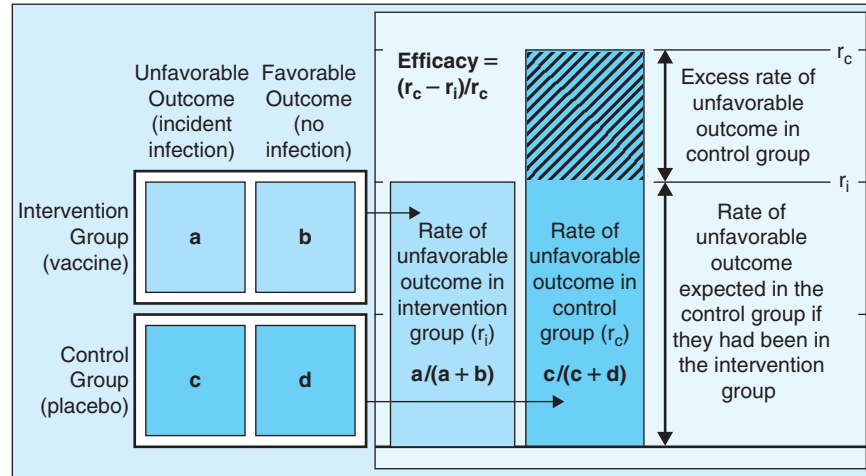 Unfavorable
Outcome
(incident
infection)
Favorable
Outcome
(no
infection)
Intervention
Group
(vaccine)
a
b
Control
Group
(placebo)
c
d
Efficacy =
(rc – ri)/rc
Rate of
unfavorable
outcome in
intervention
group (ri)
a/(a + b)
Rate of
unfavorable
outcome in
control
group (rc)
c/(c + d)
rc
Excess rate of
unfavorable
outcome in
control group
ri
Rate of
unfavorable
outcome
expected in the
control group if
they had been in
the intervention
group